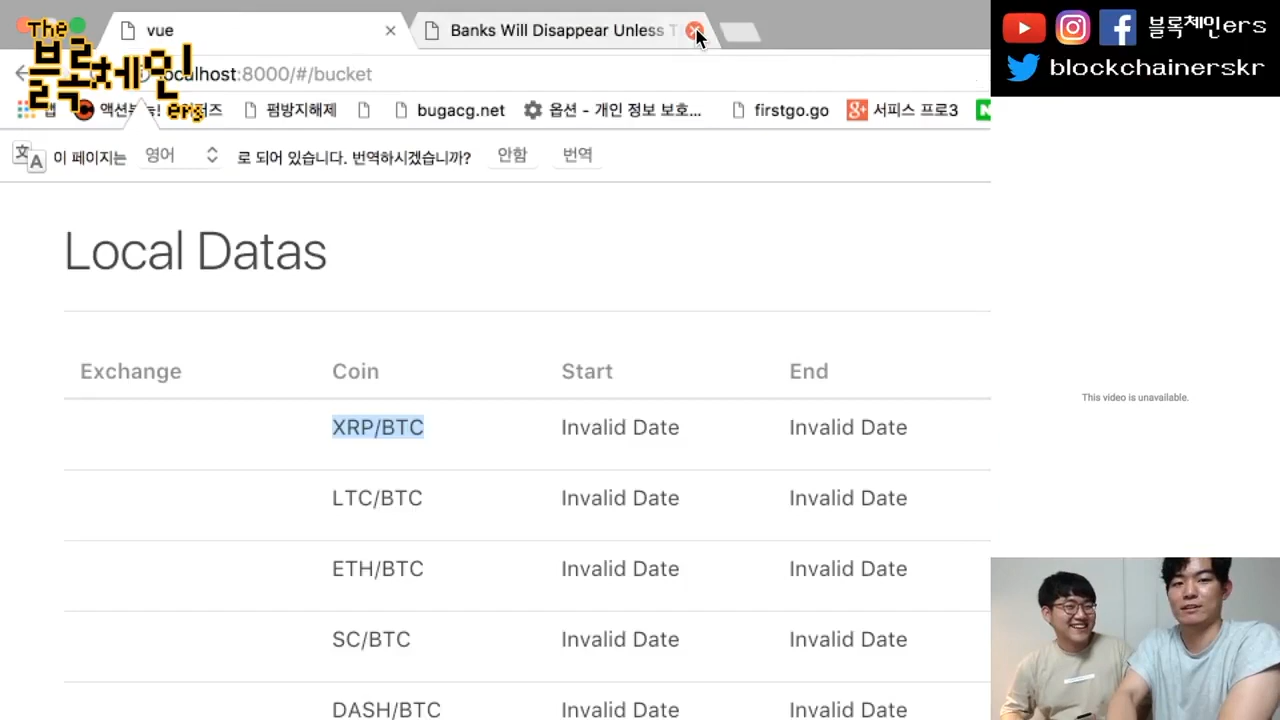 The
블록체인
ers
vue
Banks Will Disappear Unless T
localhost:8000/#/bucket
펌방지해제
bugacg.net
옵션 - 개인 정보 보호...
firstgo.go
서피스 프로3
이 페이지는 영어 로 되어 있습니다. 번역하시겠습니까? 안함 번역
Local Datas
Exchange Coin Start End
XRP/BTC Invalid Date Invalid Date
LTC/BTC Invalid Date Invalid Date
ETH/BTC Invalid Date Invalid Date
SC/BTC Invalid Date Invalid Date
DASH/BTC Invalid Date Invalid Date
블록체인ers
blockchainerskr
This video is unavailable.